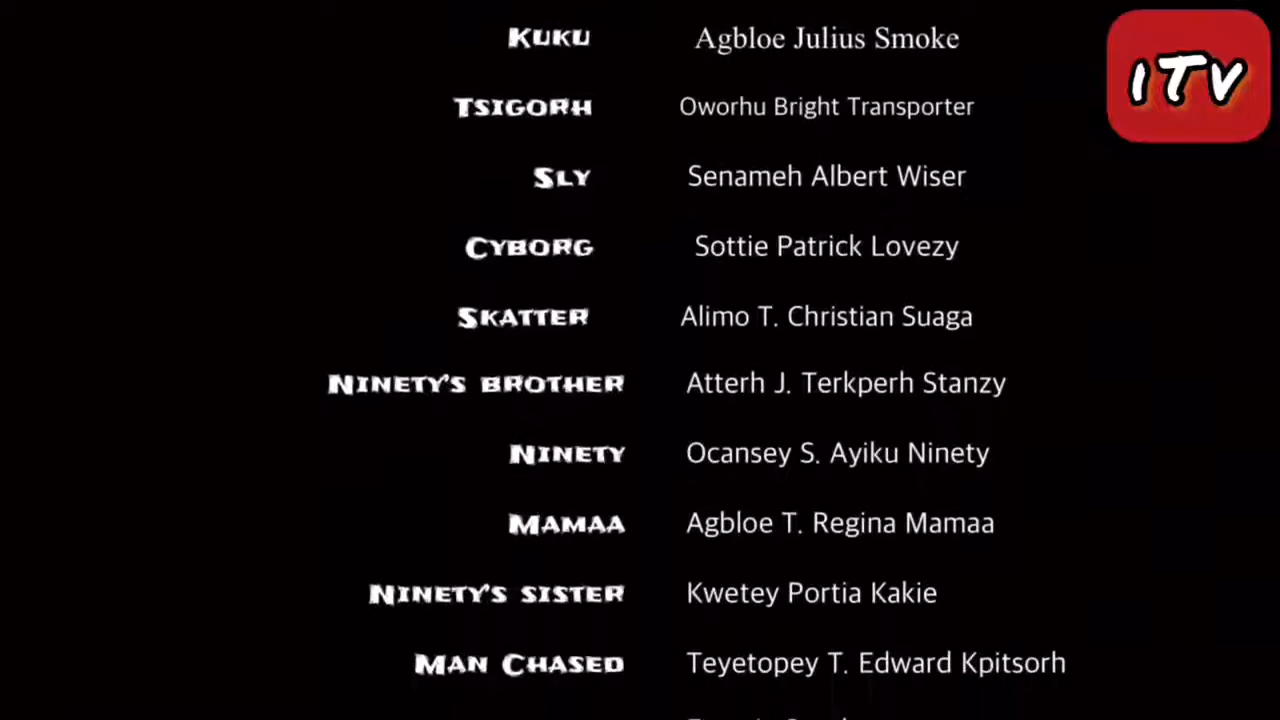 Kuku Agbloe Julius Smoke
Tsigorh Oworhu Bright Transporter
Sly Senameh Albert Wiser
Cyborg Sottie Patrick Lovezy
Skatter Alimo T. Christian Suaga
Ninety's brother Atterh J. Terkperh Stanzy
Ninety Ocansey S. Ayiku Ninety
Mamaa Agbloe T. Regina Mamaa
Ninety's sister Kwetey Portia Kakie
Man Chased Teyetopey T. Edward Kpitsorh
1TV